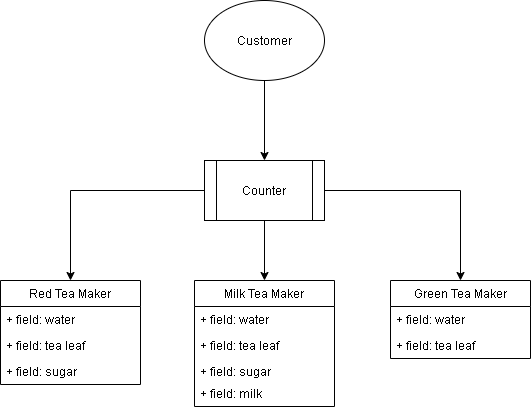 Customer
Counter
Red Tea Maker
+ field: water
+ field: tea leaf
+ field: sugar
Milk Tea Maker
+ field: water
+ field: tea leaf
+ field: sugar
+ field: milk
Green Tea Maker
+ field: water
+ field: tea leaf